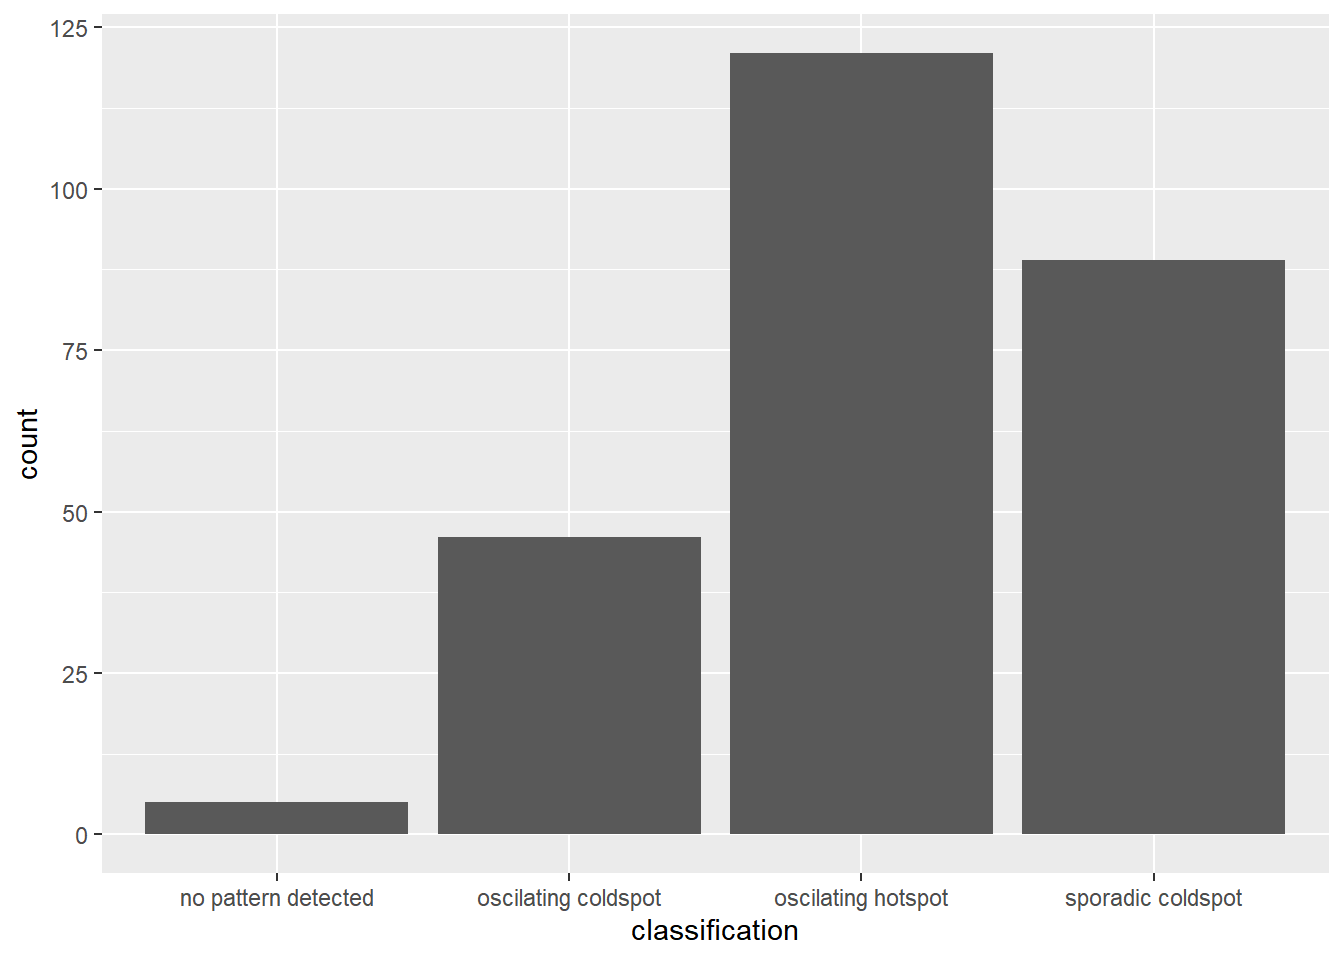 125
100
75
50
25
0
count
no pattern detected
oscilating coldspot
oscilating hotspot
sporadic coldspot
classification